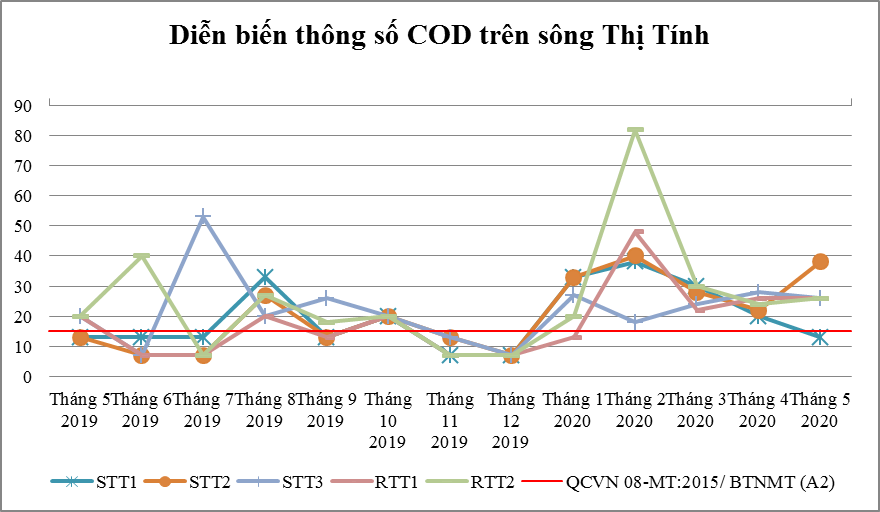 Diễn biến thông số COD trên sông Thị Tính
90
80
70
60
50
40
30
20
10
0
Tháng 5 2019
Tháng 6 2019
Tháng 7 2019
Tháng 8 2019
Tháng 9 2019
Tháng 10 2019
Tháng 11 2019
Tháng 12 2019
Tháng 1 2020
Tháng 2 2020
Tháng 3 2020
Tháng 4 2020
Tháng 5 2020
STT1 STT2 STT3 RTT1 RTT2 QCVN 08-MT:2015/ BTNMT (A2)